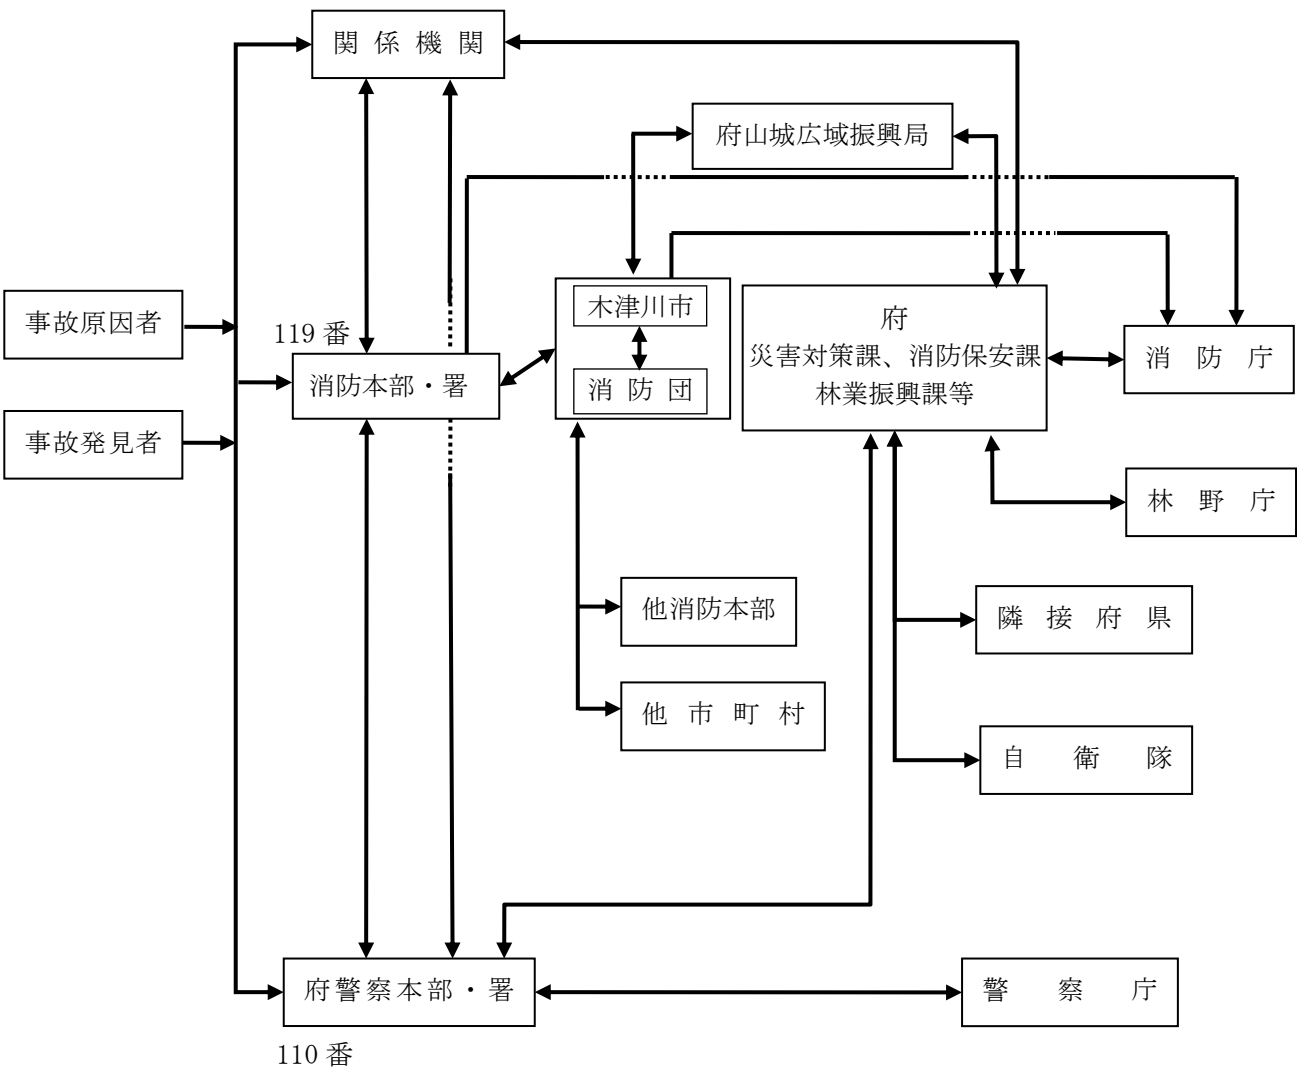 関係機関
府山城広域振興局
事故原因者
119 番
消防本部・署
木津川市
消防団
府
災害対策課、消防保安課
林業振興課等
消防庁
事故発見者
林野庁
他消防本部
隣接府県
他市町村
自衛隊
府警察本部・署
警察庁
110 番